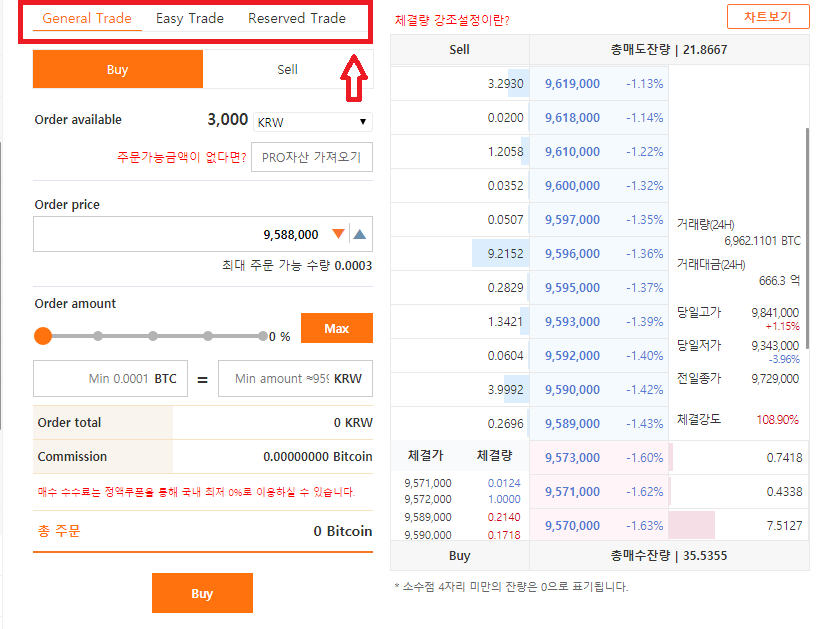 General Trade Easy Trade Reserved Trade
Buy Sell
Order available 3,000 KRW
주문가능금액이 없다면? PRO자산 가져오기
Order price
9,588,000
최대 주문 가능 수량 0.0003
Order amount
0 % Max
Min 0.0001 BTC = Min amount ≈959 KRW
Order total 0 KRW
Commission 0.00000000 Bitcoin
매수 수수료는 정액쿠폰을 통해 국내 최저 0%로 이용하실 수 있습니다.
총 주문 0 Bitcoin
Buy
체결량 강조설정이란? 차트보기
Sell 총매도잔량 | 21.8667
3.2930 9,619,000 -1.13%
0.0200 9,618,000 -1.14%
1.2058 9,610,000 -1.22%
0.0352 9,600,000 -1.32%
0.0507 9,597,000 -1.35%
9.2152 9,596,000 -1.36%
0.2829 9,595,000 -1.37%
1.3421 9,593,000 -1.39%
0.0604 9,592,000 -1.40%
3.9992 9,590,000 -1.42%
0.2696 9,589,000 -1.43%
거래량(24H)
6,962.1101 BTC
거래대금(24H)
666.3 억
당일고가 9,841,000
+1.15%
당일저가 9,343,000
-3.96%
전일종가 9,729,000
체결강도 108.90%
체결가 체결량
9,571,000 0.0124
9,572,000 1.0000
9,589,000 0.2140
9,590,000 0.1718
9,573,000 -1.60% 0.7418
9,571,000 -1.62% 0.4338
9,570,000 -1.63% 7.5127
Buy 총매수잔량 | 35.5355
* 소수점 4자리 미만의 잔량은 0으로 표기됩니다.